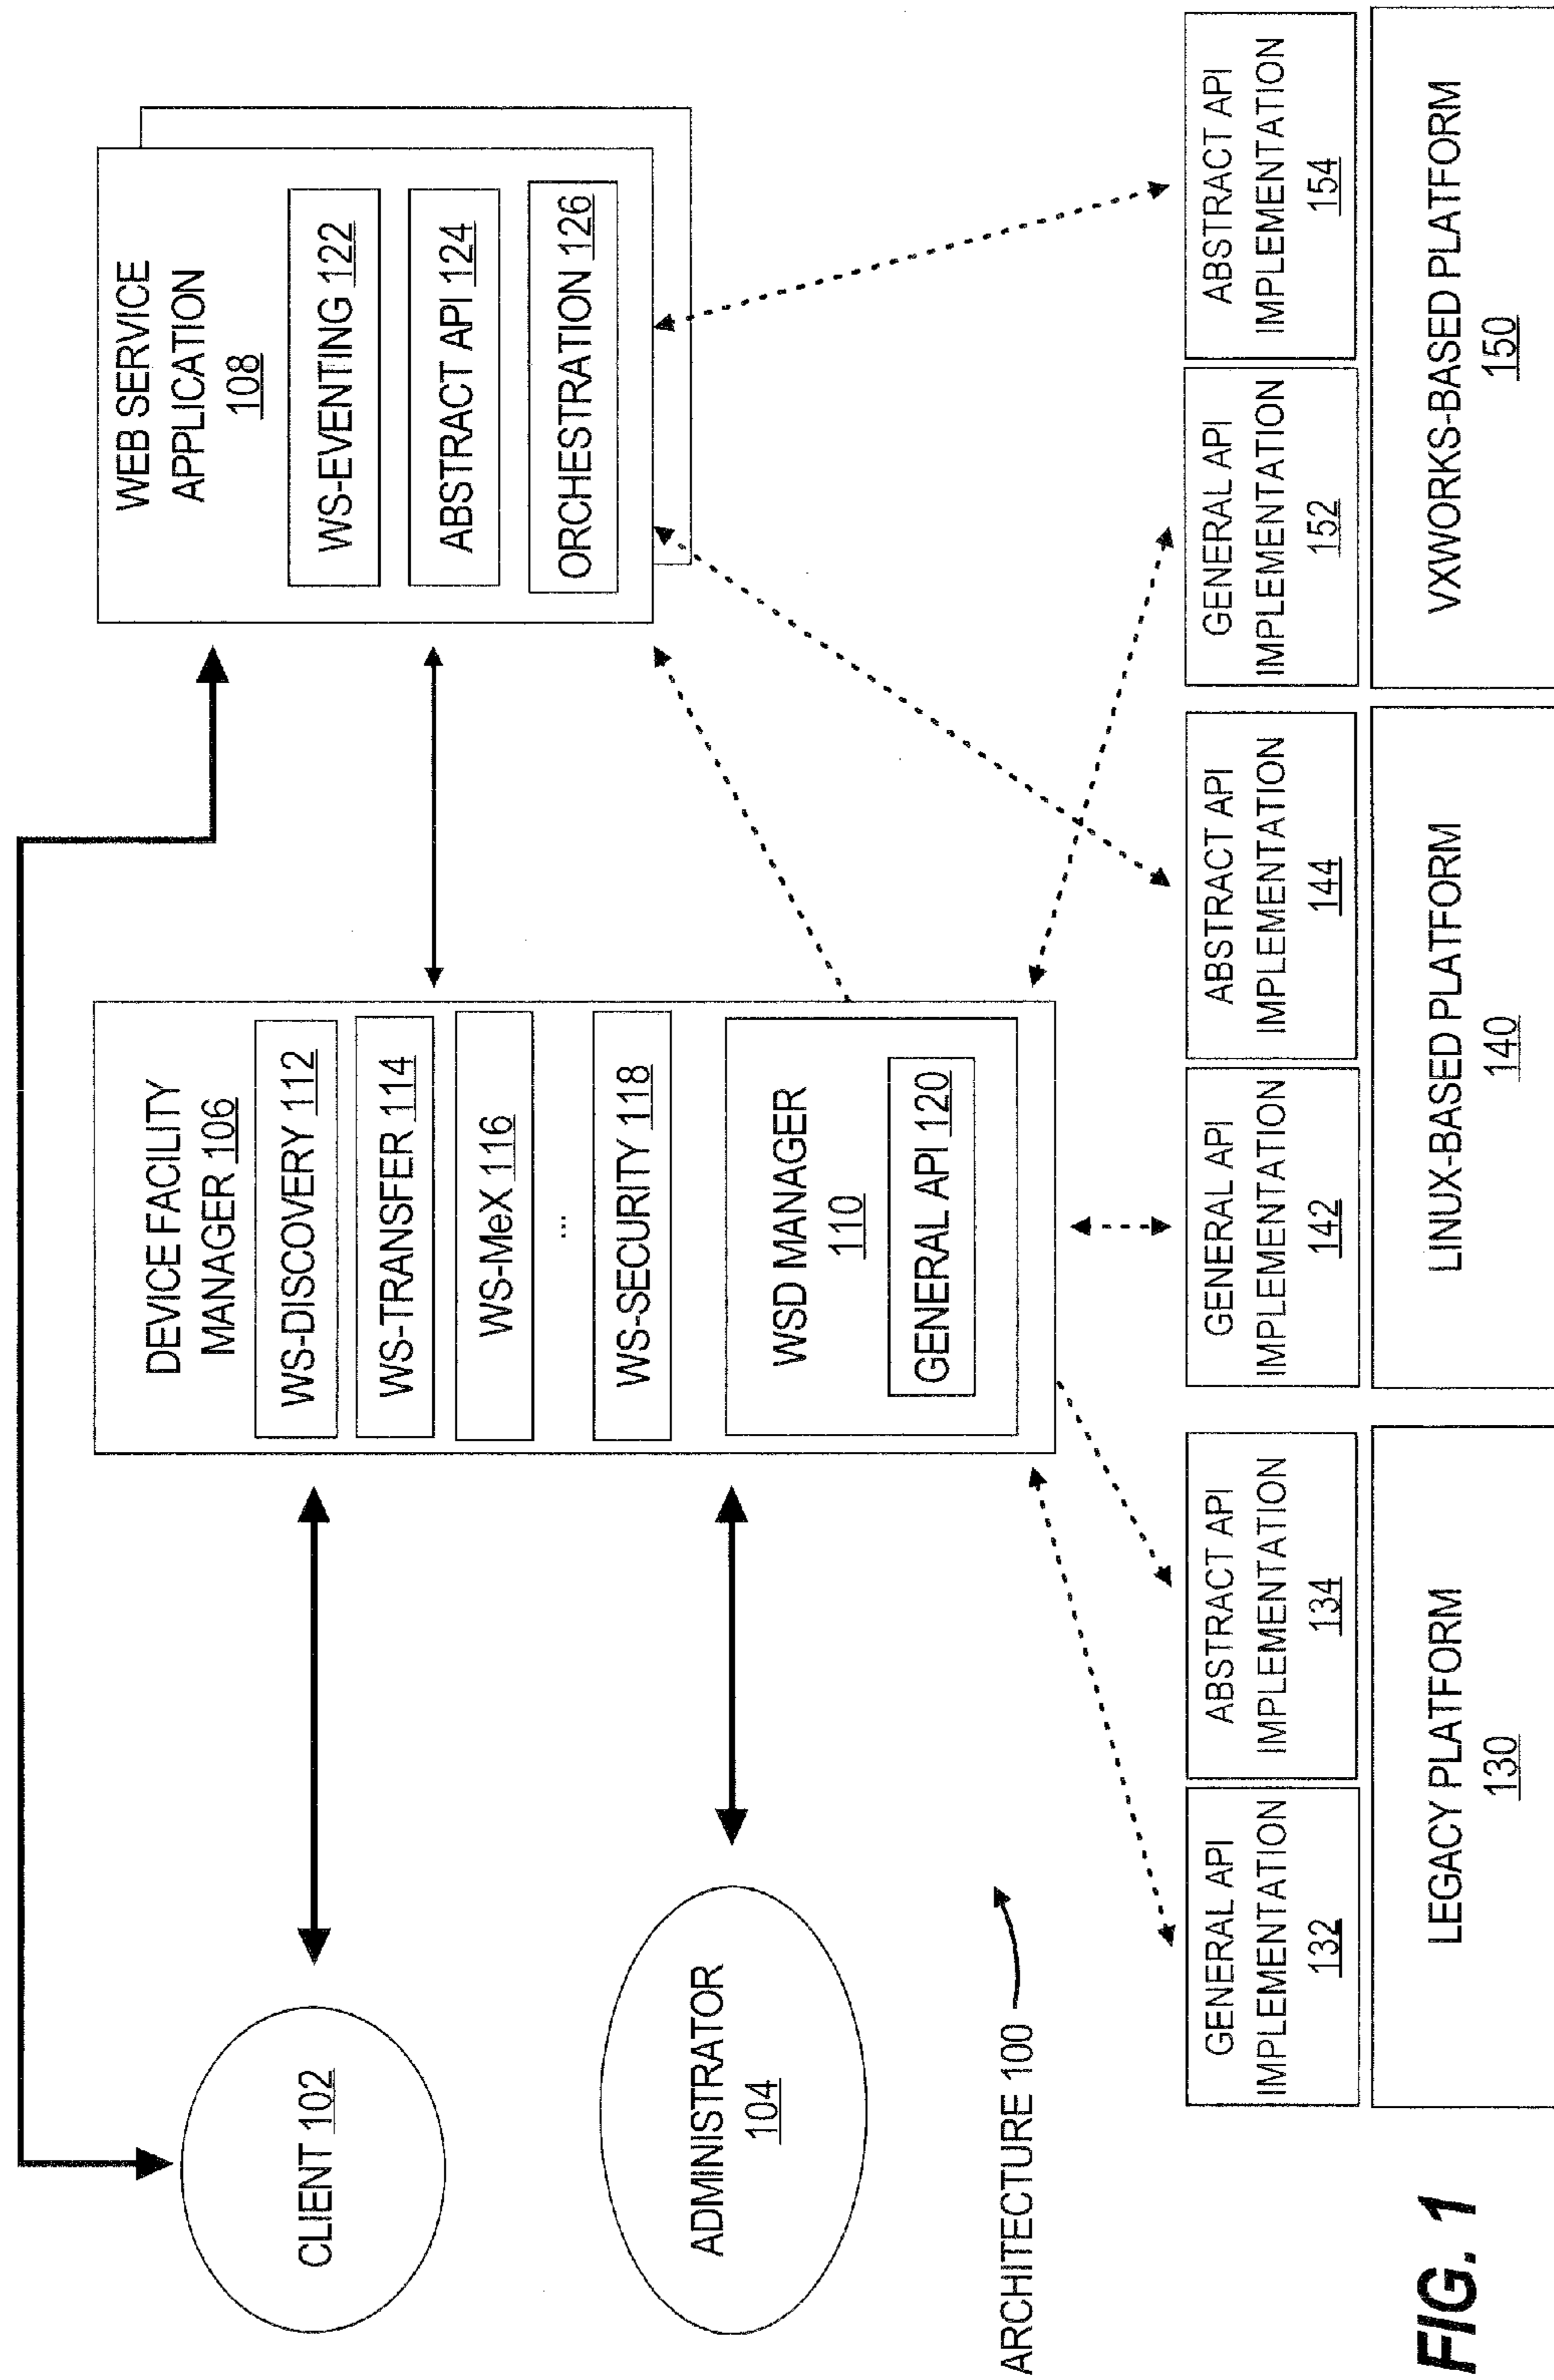 CLIENT 102
ADMINISTRATOR
104
ARCHITECTURE 100
DEVICE FACILITY
MANAGER 106
WS-DISCOVERY 112
WS-TRANSFER 114
WS-MeX 116
...
WS-SECURITY 118
WSD MANAGER
110
GENERAL API 120
WEB SERVICE
APPLICATION
108
WS-EVENTING 122
ABSTRACT API 124
ORCHESTRATION 126
GENERAL API
IMPLEMENTATION
132
ABSTRACT API
IMPLEMENTATION
134
LEGACY PLATFORM
130
GENERAL API
IMPLEMENTATION
142
ABSTRACT API
IMPLEMENTATION
144
LINUX-BASED PLATFORM
140
GENERAL API
IMPLEMENTATION
152
ABSTRACT API
IMPLEMENTATION
154
VXWORKS-BASED PLATFORM
150
FIG. 1